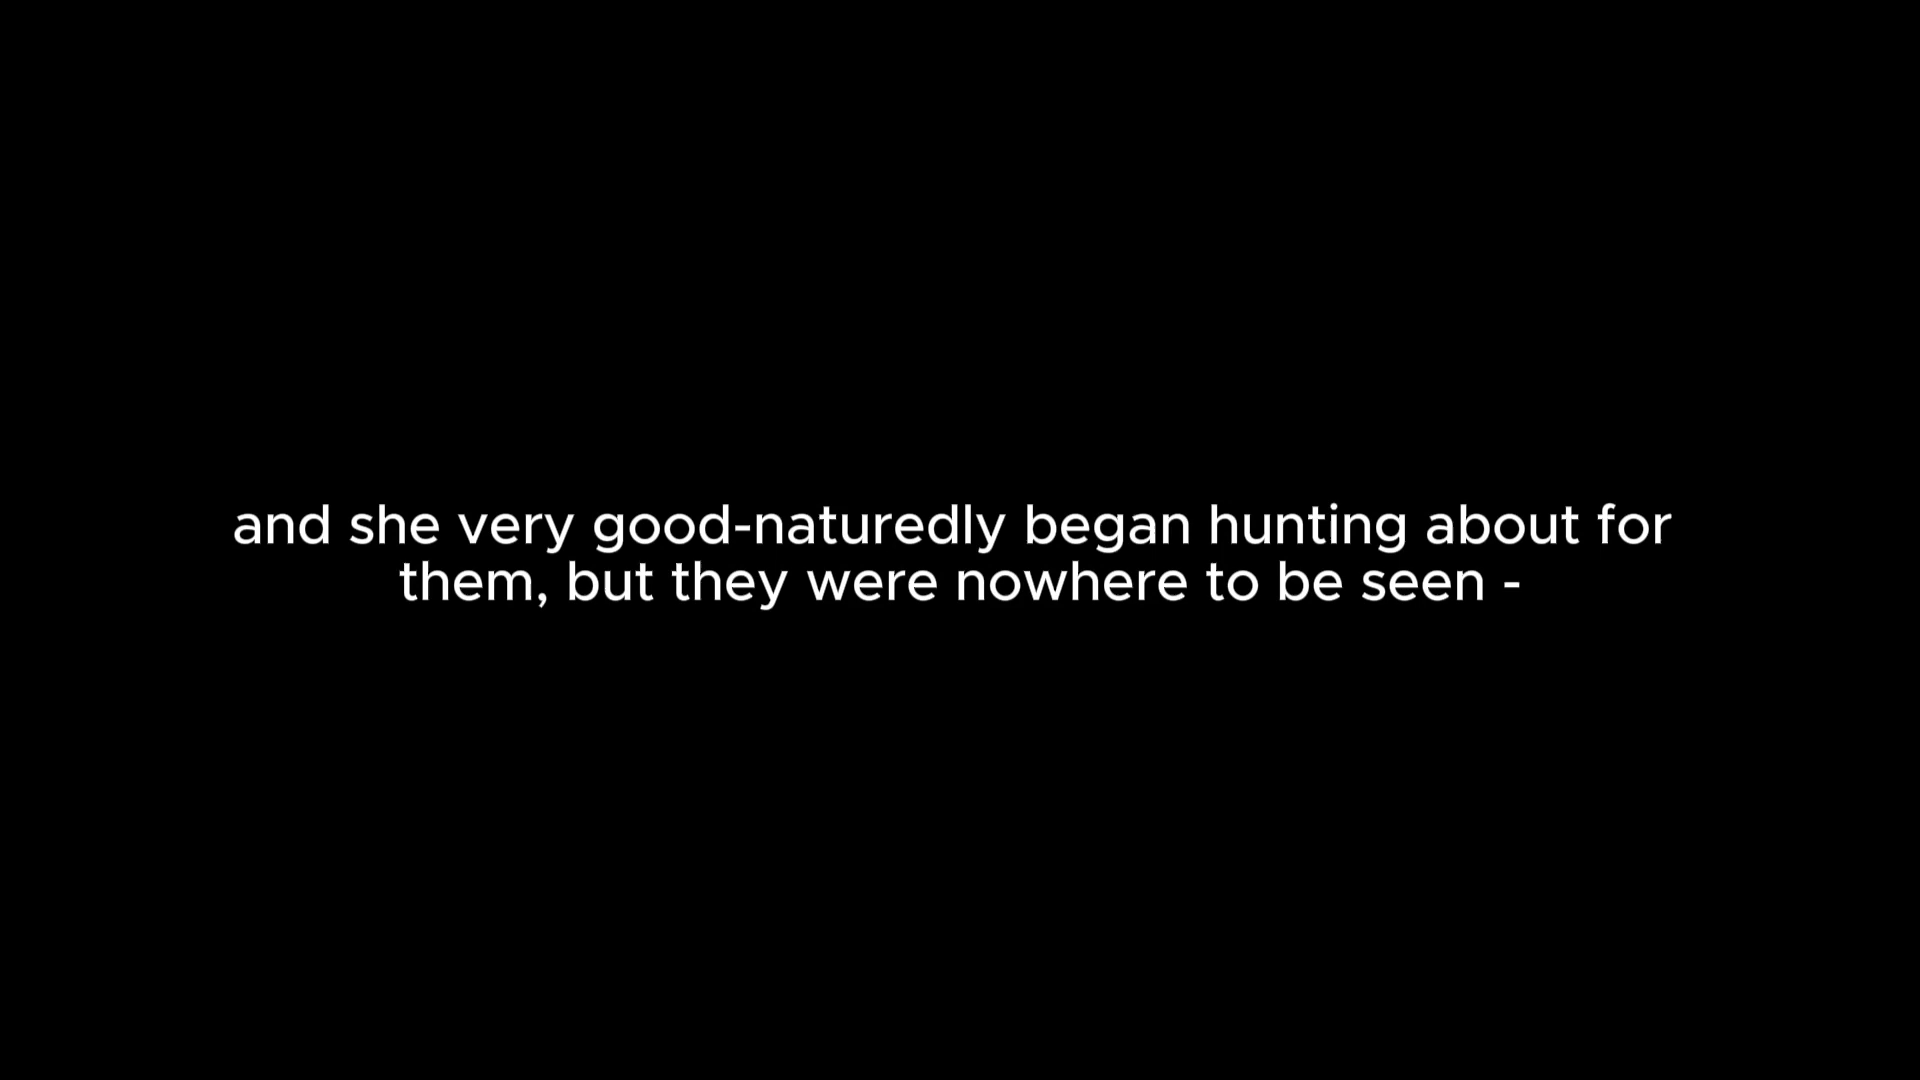 and she very good-naturedly began hunting about for
them, but they were nowhere to be seen -